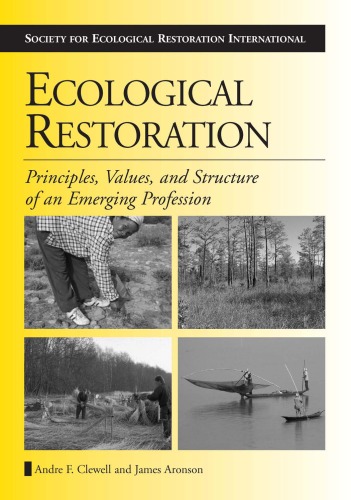 SOCIETY FOR ECOLOGICAL RESTORATION INTERNATIONAL
ECOLOGICAL
RESTORATION
Principles, Values, and Structure
of an Emerging Profession
Andre F. Clewell and James Aronson